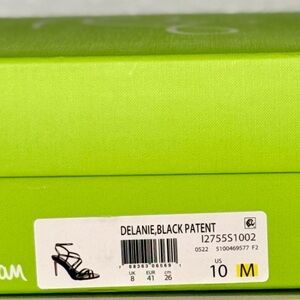 DELANIE,BLACK PATENT
I2755S1002
0522 S100469577 F2
US UK EUR cm
8 41 26
10 M